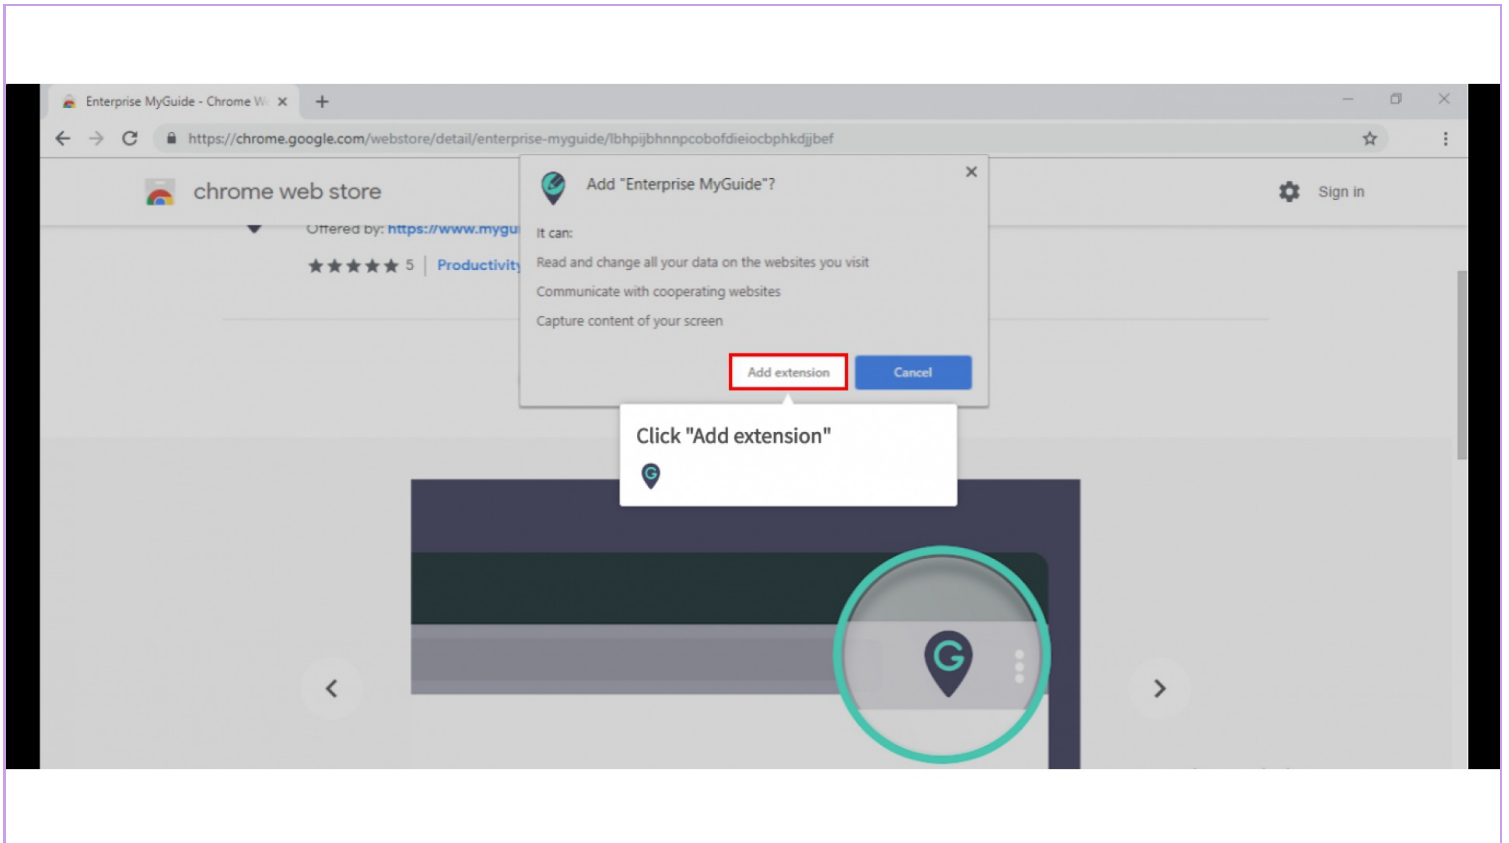 Enterprise MyGuide - Chrome W
https://chrome.google.com/webstore/detail/enterprise-myguide/lbhpijbhnnpcobofdieiocbphkdjjbef
chrome web store
Sign in
Offered by: https://www.mygu
5 | Productivity
Add "Enterprise MyGuide"?
It can:
Read and change all your data on the websites you visit
Communicate with cooperating websites
Capture content of your screen
Add extension
Cancel
Click "Add extension"
G
G